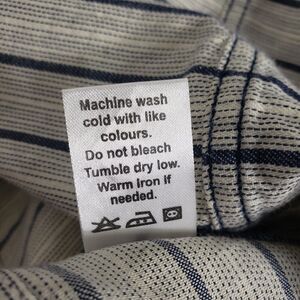 Machine wash
cold with like
colours.
Do not bleach
Tumble dry low.
Warm Iron if
needed.